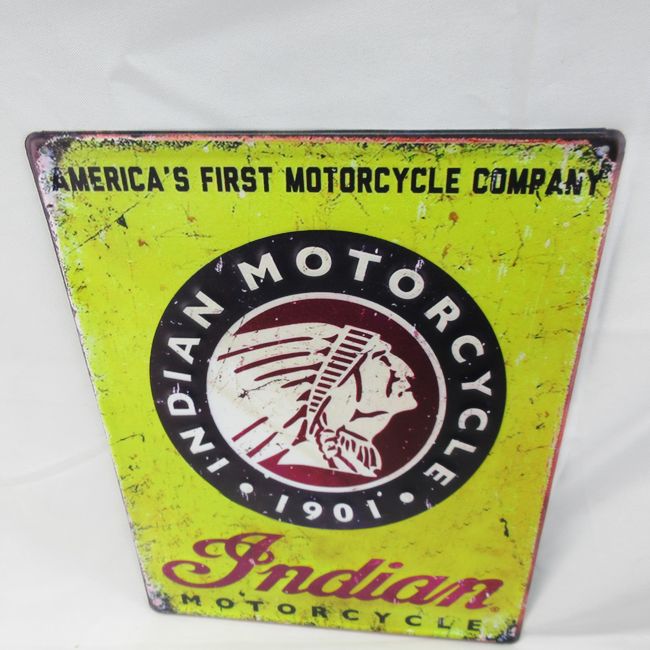 AMERICA'S FIRST MOTORCYCLE COMPANY
INDIAN MOTORCYCLE
• 1901 •
Indian®
MOTORCYCLE